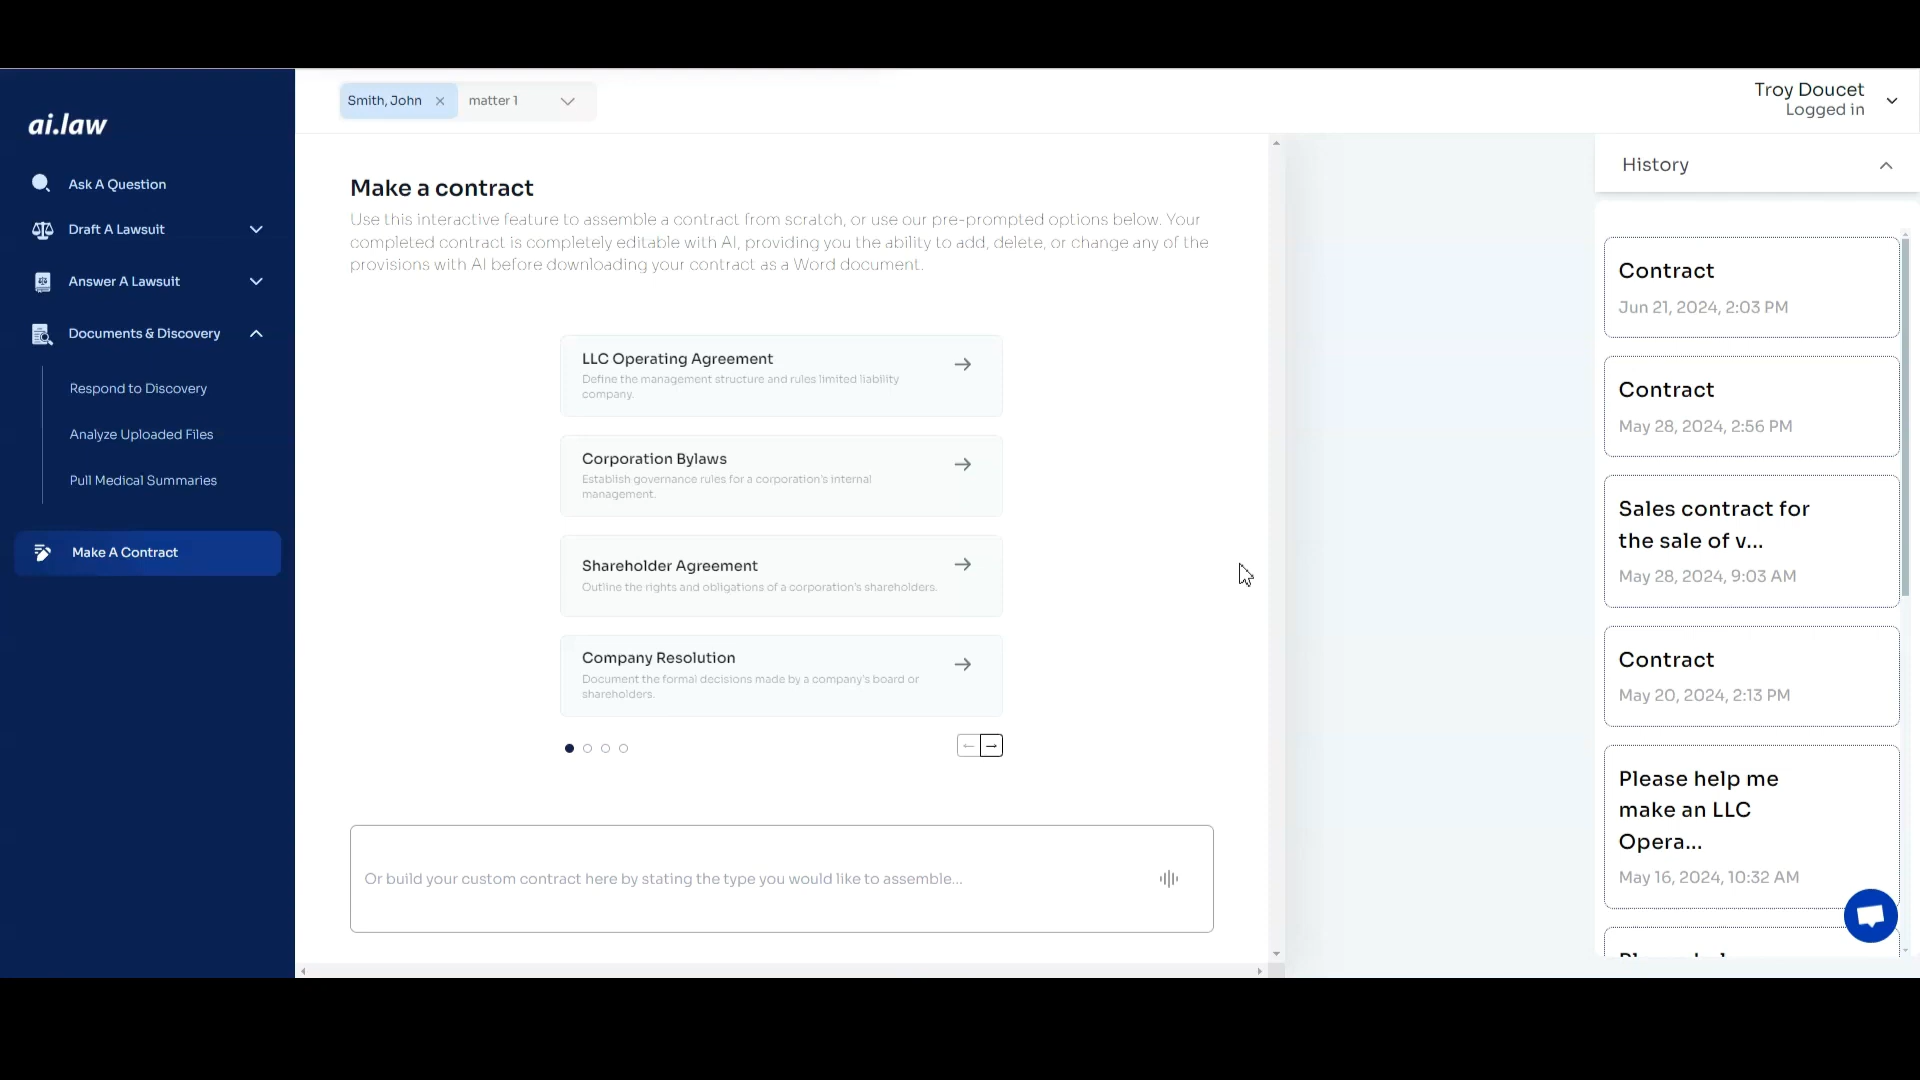 ai.law
Ask A Question
Draft A Lawsuit
Answer A Lawsuit
Documents & Discovery
Respond to Discovery
Analyze Uploaded Files
Pull Medical Summaries
Make A Contract
Smith, John
matter 1
Troy Doucet
Logged in
Make a contract
Use this interactive feature to assemble a contract from scratch, or use our pre-prompted options below. Your
completed contract is completely editable with AI, providing you the ability to add, delete, or change any of the
provisions with AI before downloading your contract as a Word document.
LLC Operating Agreement
Define the management structure and rules limited liability
company.
Corporation Bylaws
Establish governance rules for a corporation's internal
management.
Shareholder Agreement
Outline the rights and obligations of a corporation's shareholders.
Company Resolution
Document the formal decisions made by a company's board or
shareholders.
Or build your custom contract here by stating the type you would like to assemble...
History
Contract
Jun 21, 2024, 2:03 PM
Contract
May 28, 2024, 2:56 PM
Sales contract for
the sale of v...
May 28, 2024, 9:03 AM
Contract
May 20, 2024, 2:13 PM
Please help me
make an LLC
Opera...
May 16, 2024, 10:32 AM